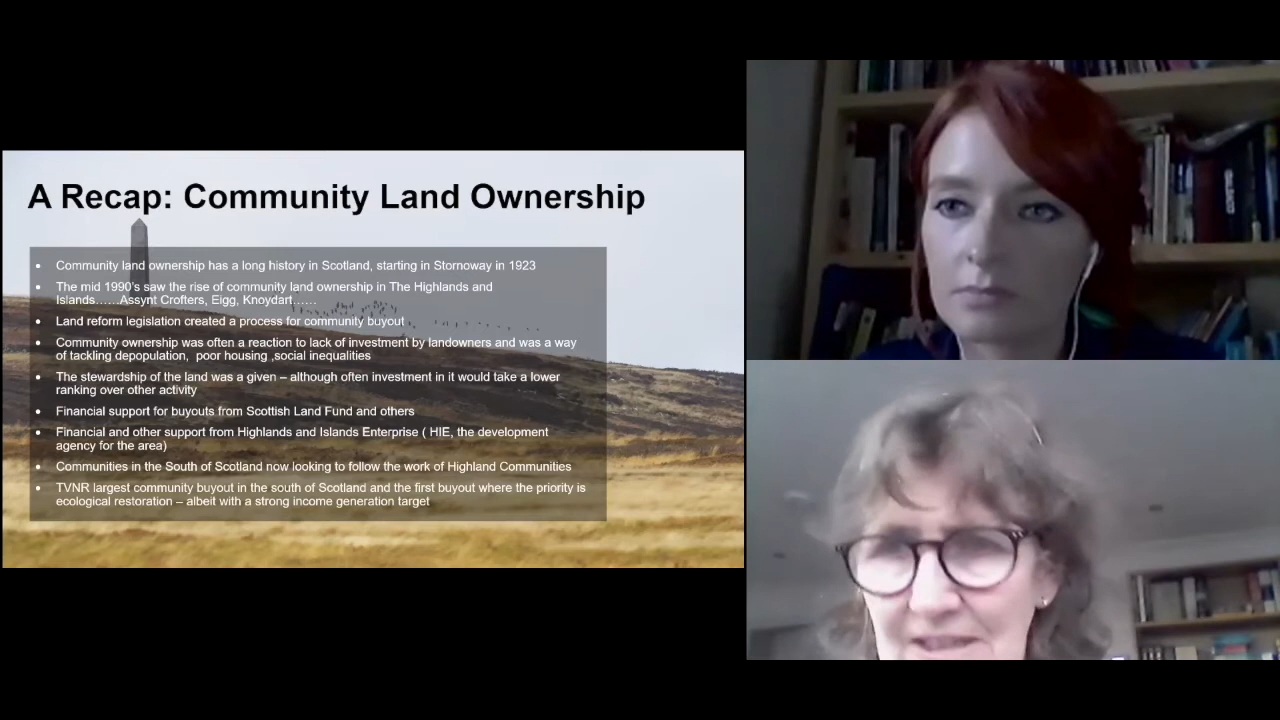 A Recap: Community Land Ownership
Community land ownership has a long history in Scotland, starting in Stornoway in 1923
The mid 1990's saw the rise of community land ownership in The Highlands and
Islands……Assynt Crofters, Eigg, Knoydart……
Land reform legislation created a process for community buyout
Community ownership was often a reaction to lack of investment by landowners and was a way
of tackling depopulation, poor housing ,social inequalities
The stewardship of the land was a given – although often investment in it would take a lower
ranking over other activity
Financial support for buyouts from Scottish Land Fund and others
Financial and other support from Highlands and Islands Enterprise ( HIE, the development
agency for the area)
Communities in the South of Scotland now looking to follow the work of Highland Communities
TVNR largest community buyout in the south of Scotland and the first buyout where the priority is
ecological restoration – albeit with a strong income generation target